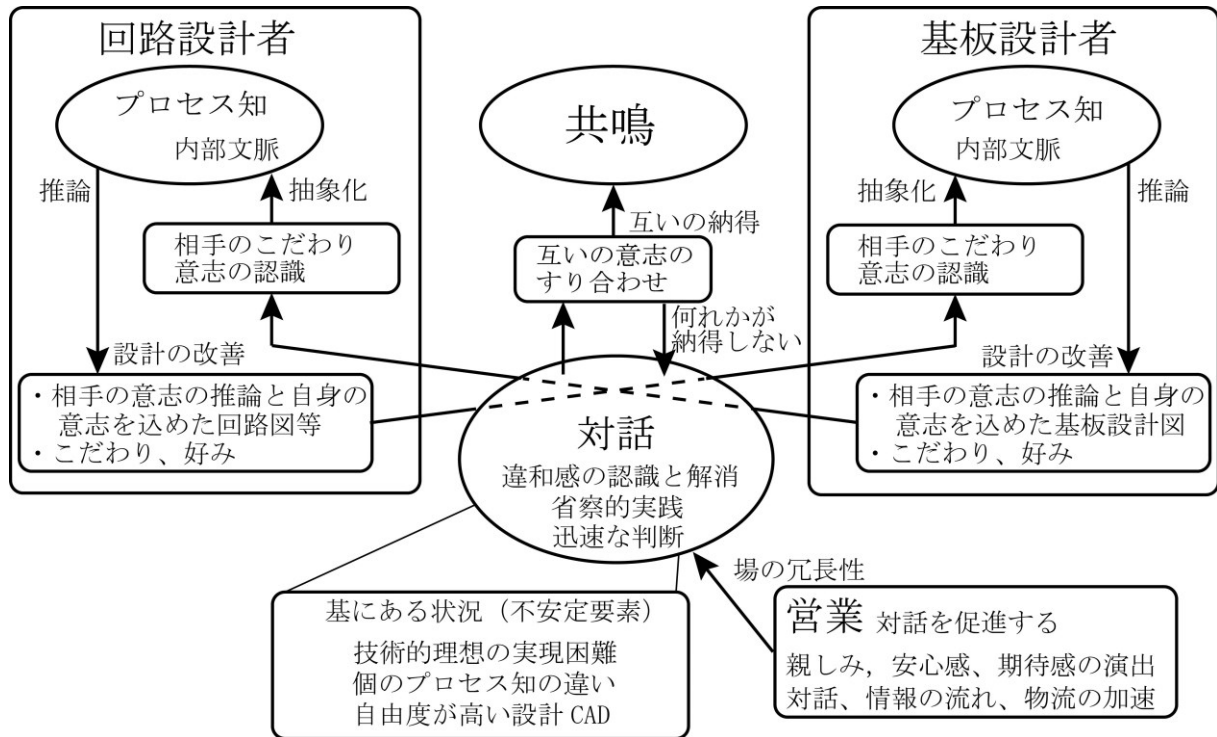 回路設計者
プロセス知
内部文脈
推論
抽象化
相手のこだわり
意志の認識
設計の改善
・相手の意志の推論と自身の
意志を込めた回路図等
・こだわり、好み
共鳴
互いの納得
互いの意志の
すり合わせ
何れかが
納得しない
対話
違和感の認識と解消
省察的実践
迅速な判断
基板設計者
プロセス知
内部文脈
抽象化
推論
相手のこだわり
意志の認識
設計の改善
・相手の意志の推論と自身の
意志を込めた基板設計図
・こだわり、好み
基にある状況（不安定要素）
技術的理想の実現困難
個のプロセス知の違い
自由度が高い設計 CAD
場の冗長性
営業 対話を促進する
親しみ，安心感、期待感の演出
対話、情報の流れ、物流の加速